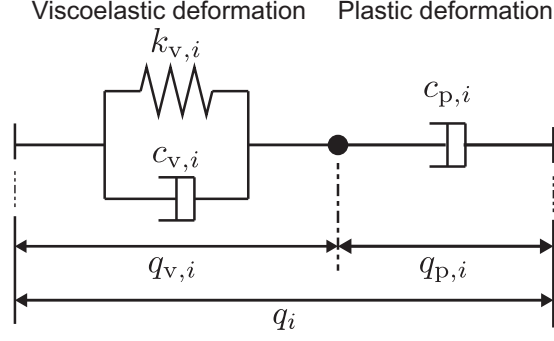 Viscoelastic deformation Plastic deformation
k_{v,i}
c_{p,i}
c_{v,i}
q_{v,i} q_{p,i}
q_i